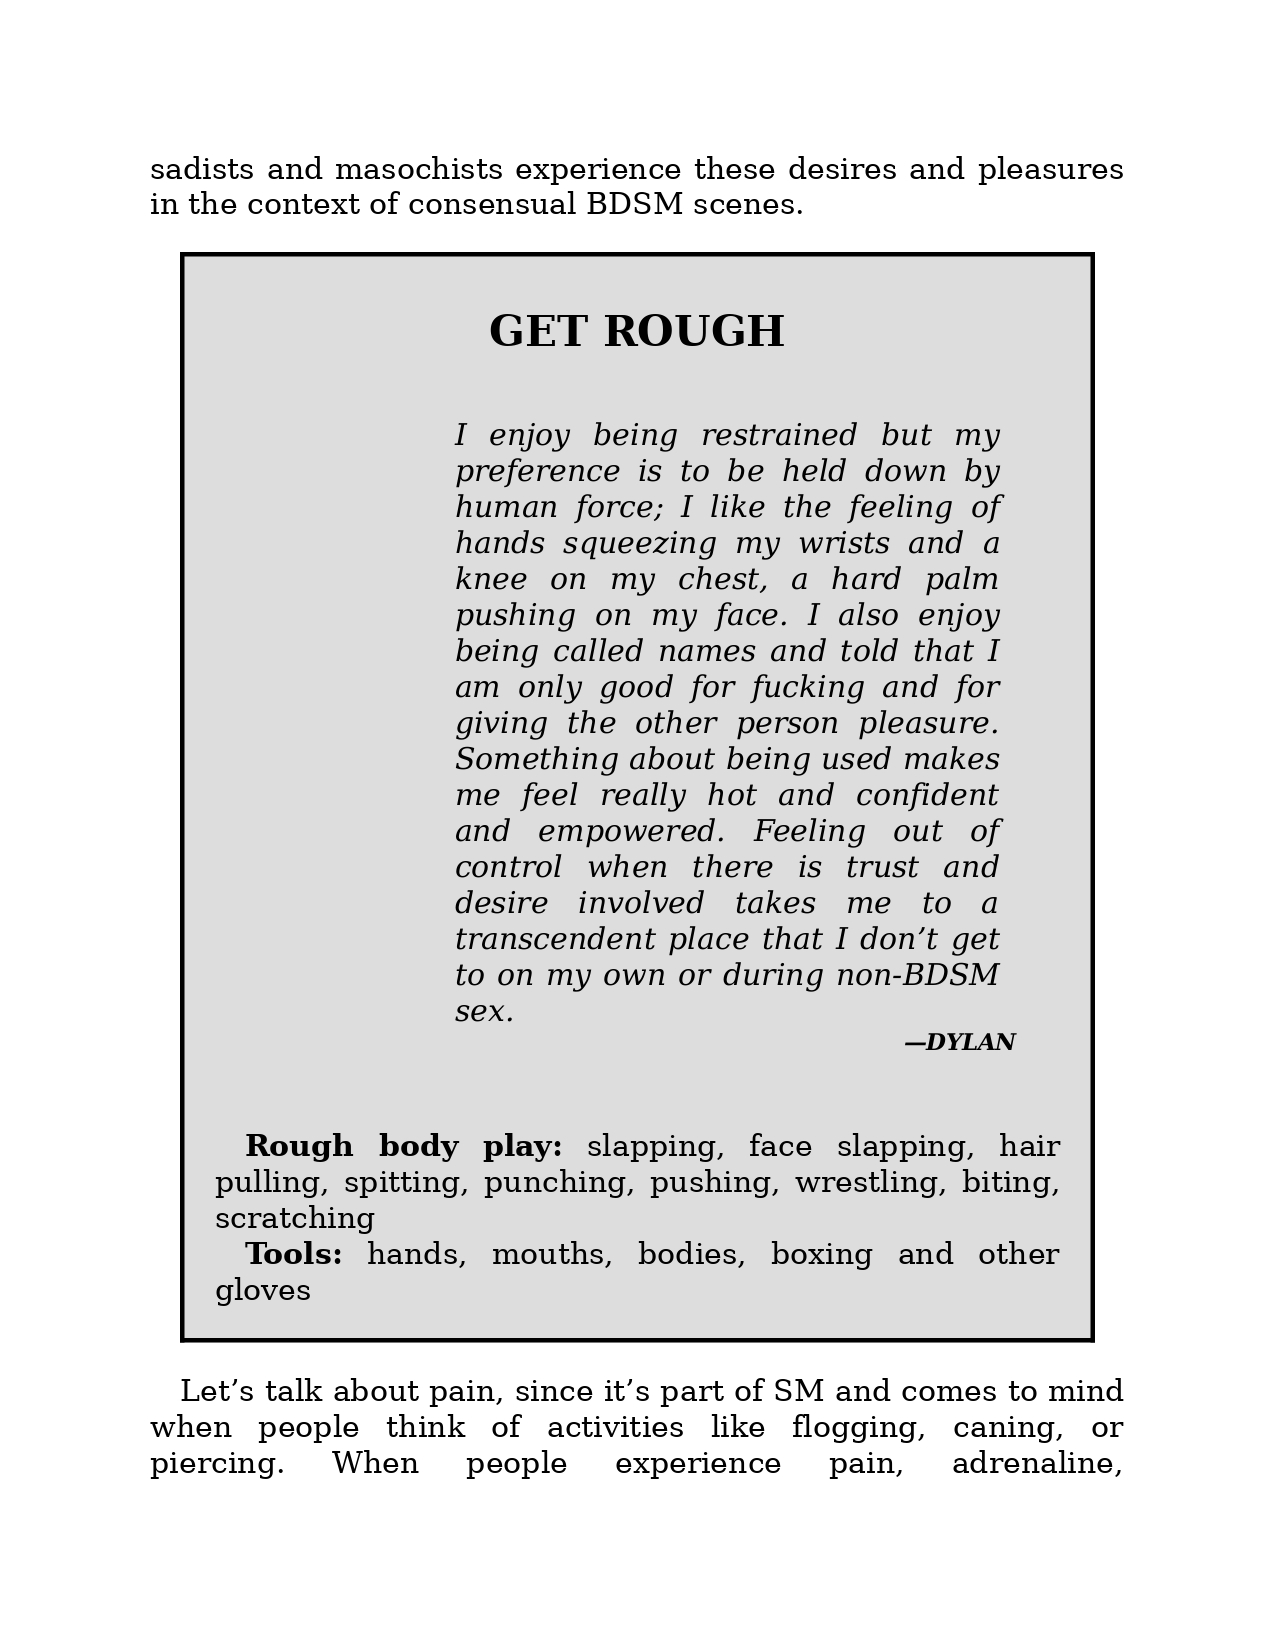 sadists and masochists experience these desires and pleasures
in the context of consensual BDSM scenes.
GET ROUGH
I enjoy being restrained but my
preference is to be held down by
human force; I like the feeling of
hands squeezing my wrists and a
knee on my chest, a hard palm
pushing on my face. I also enjoy
being called names and told that I
am only good for fucking and for
giving the other person pleasure.
Something about being used makes
me feel really hot and confident
and empowered. Feeling out of
control when there is trust and
desire involved takes me to a
transcendent place that I don’t get
to on my own or during non-BDSM
sex.
—DYLAN
Rough body play: slapping, face slapping, hair
pulling, spitting, punching, pushing, wrestling, biting,
scratching
Tools: hands, mouths, bodies, boxing and other
gloves
Let’s talk about pain, since it’s part of SM and comes to mind
when people think of activities like flogging, caning, or
piercing. When people experience pain, adrenaline,